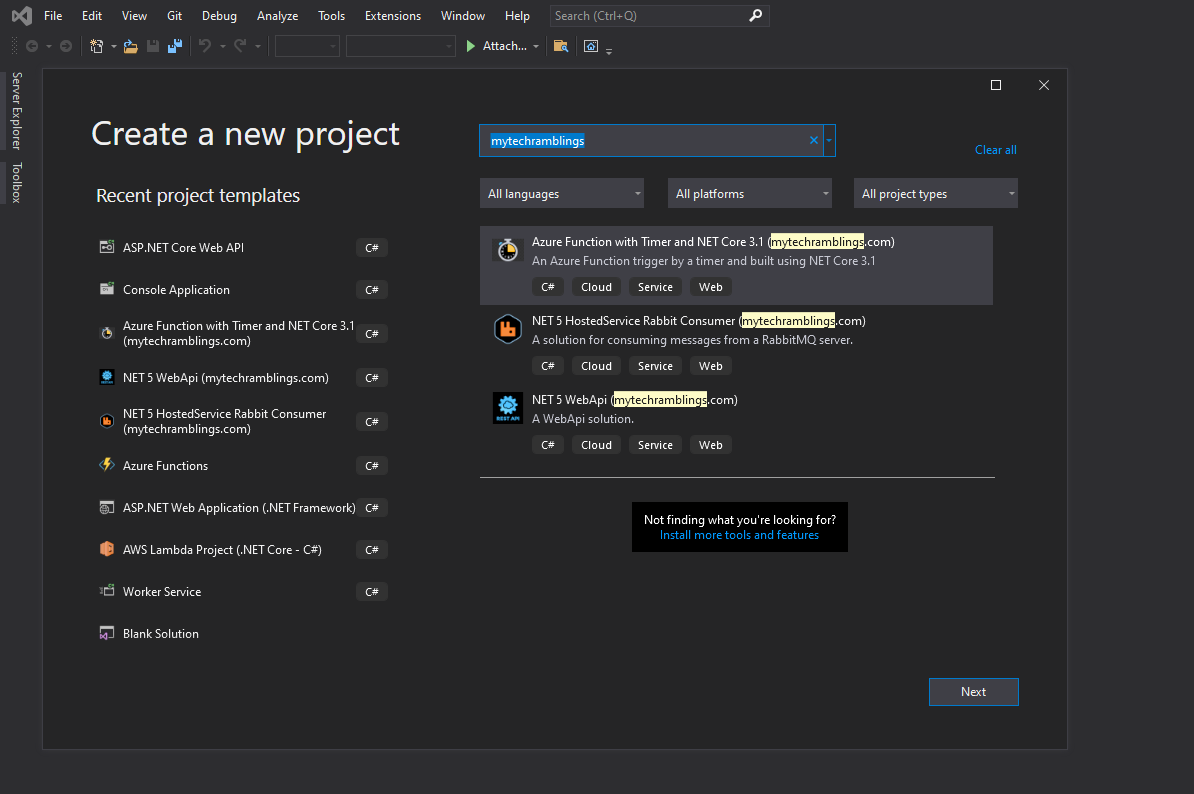 File Edit View Git Debug Analyze Tools Extensions Window Help Search (Ctrl+Q)
Attach...
Server Explorer
Toolbox
Create a new project
Recent project templates
ASP.NET Core Web API C#
Console Application C#
Azure Function with Timer and NET Core 3.1
(mytechramblings.com) C#
NET 5 WebApi (mytechramblings.com) C#
NET 5 HostedService Rabbit Consumer
(mytechramblings.com) C#
Azure Functions C#
ASP.NET Web Application (.NET Framework) C#
AWS Lambda Project (.NET Core - C#) C#
Worker Service C#
Blank Solution
mytechramblings
Clear all
All languages All platforms All project types
Azure Function with Timer and NET Core 3.1 (mytechramblings.com)
An Azure Function trigger by a timer and built using NET Core 3.1
C# Cloud Service Web
NET 5 HostedService Rabbit Consumer (mytechramblings.com)
A solution for consuming messages from a RabbitMQ server.
C# Cloud Service Web
NET 5 WebApi (mytechramblings.com)
REST API
A WebApi solution.
C# Cloud Service Web
Not finding what you're looking for?
Install more tools and features
Next